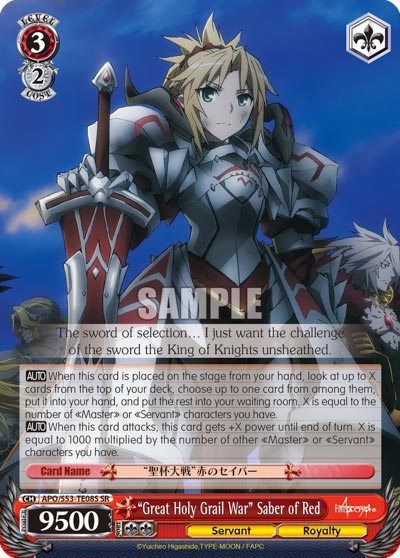 LEVEL
3
2
COST
SAMPLE
The sword of selection... I just want the challenge
of the sword the King of Knights unsheathed.
AUTO When this card is placed on the stage from your hand, look at up to X
cards from the top of your deck, choose up to one card from among them,
put it into your hand, and put the rest into your waiting room. X is equal to the
number of «Master» or «Servant» characters you have.
AUTO When this card attacks, this card gets +X power until end of turn. X is
equal to 1000 multiplied by the number of other «Master» or «Servant»
characters you have.
Card Name
“聖杯大戦”赤のセイバー
CH APO/S53-TE08S SR
“Great Holy Grail War” Saber of Red
Fate/Apocrypha
POWER
9500
SOUL
Servant
Royalty
©Yuichiro Higashide,TYPE-MOON / FAPC